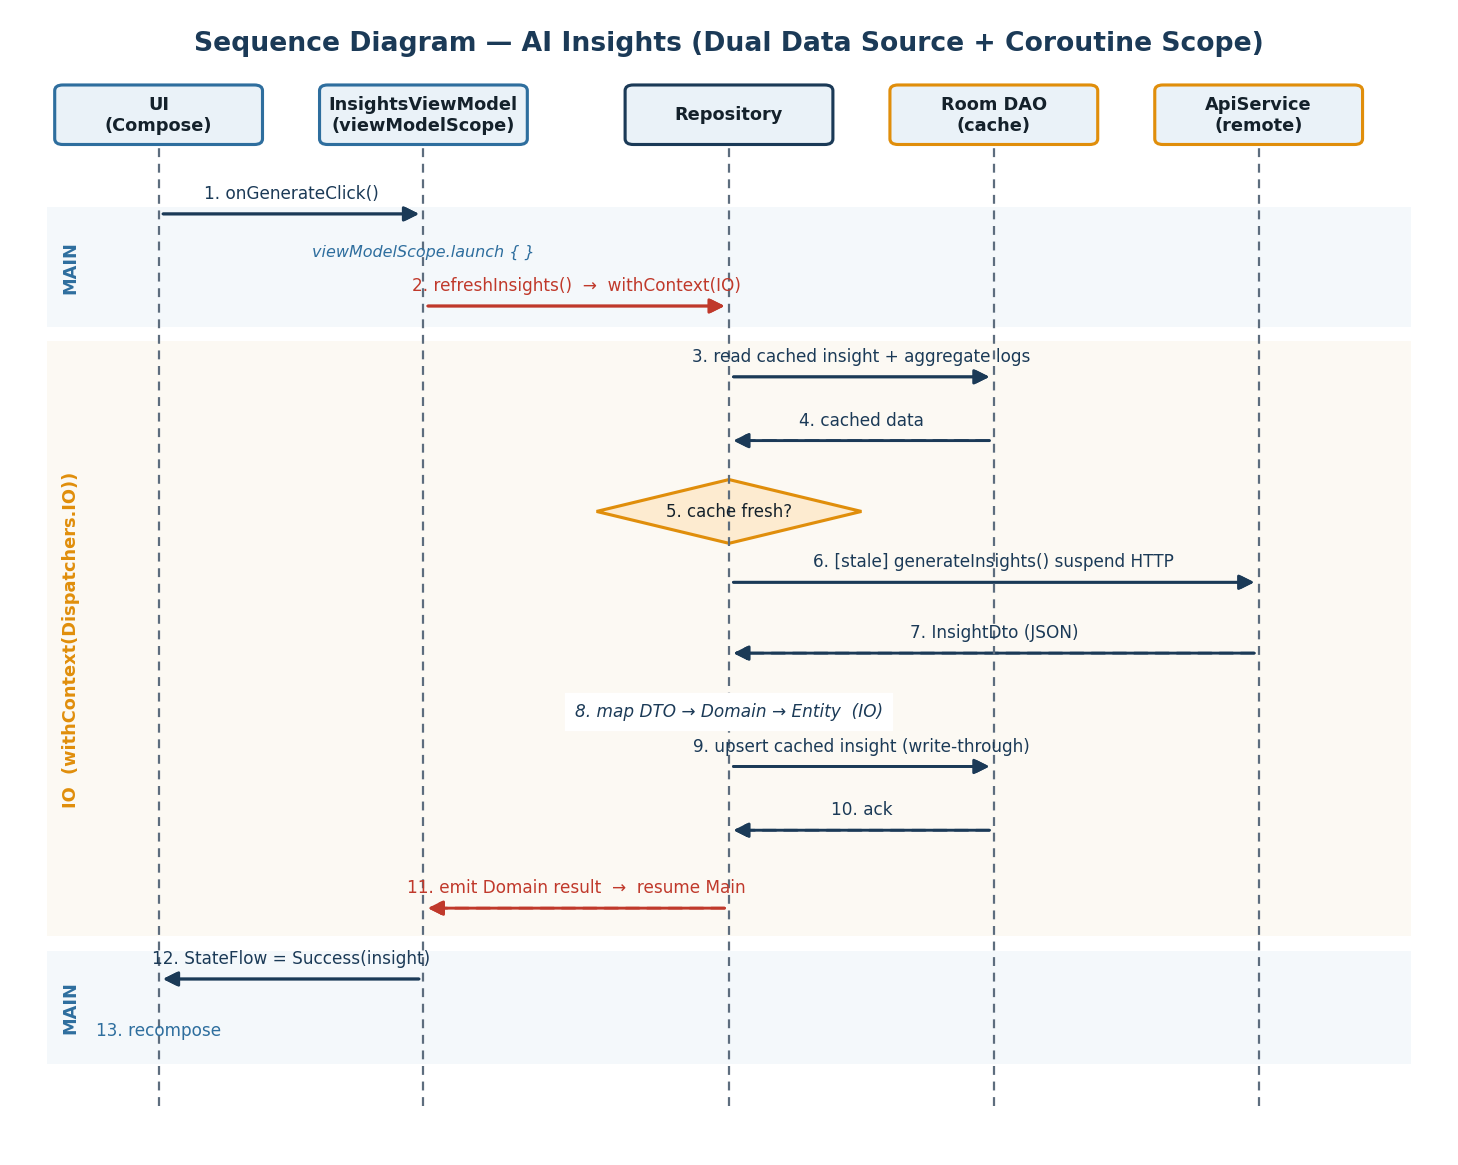 Sequence Diagram — AI Insights (Dual Data Source + Coroutine Scope)
UI
(Compose)
InsightsViewModel
(viewModelScope)
Repository
Room DAO
(cache)
ApiService
(remote)
1. onGenerateClick()
MAIN
viewModelScope.launch { }
2. refreshInsights() → withContext(IO)
3. read cached insight + aggregate logs
4. cached data
5. cache fresh?
IO (withContext(Dispatchers.IO))
6. [stale] generateInsights() suspend HTTP
7. InsightDto (JSON)
8. map DTO → Domain → Entity (IO)
9. upsert cached insight (write-through)
10. ack
11. emit Domain result → resume Main
12. StateFlow = Success(insight)
MAIN
13. recompose